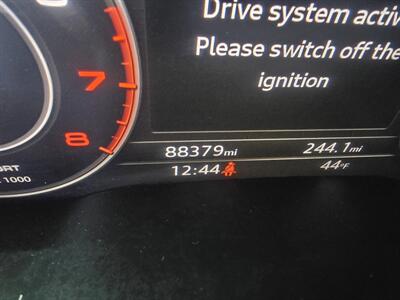 Drive system activ
Please switch off the
ignition
7
8
88379mi
244.1mi
12:44
44°F
1000